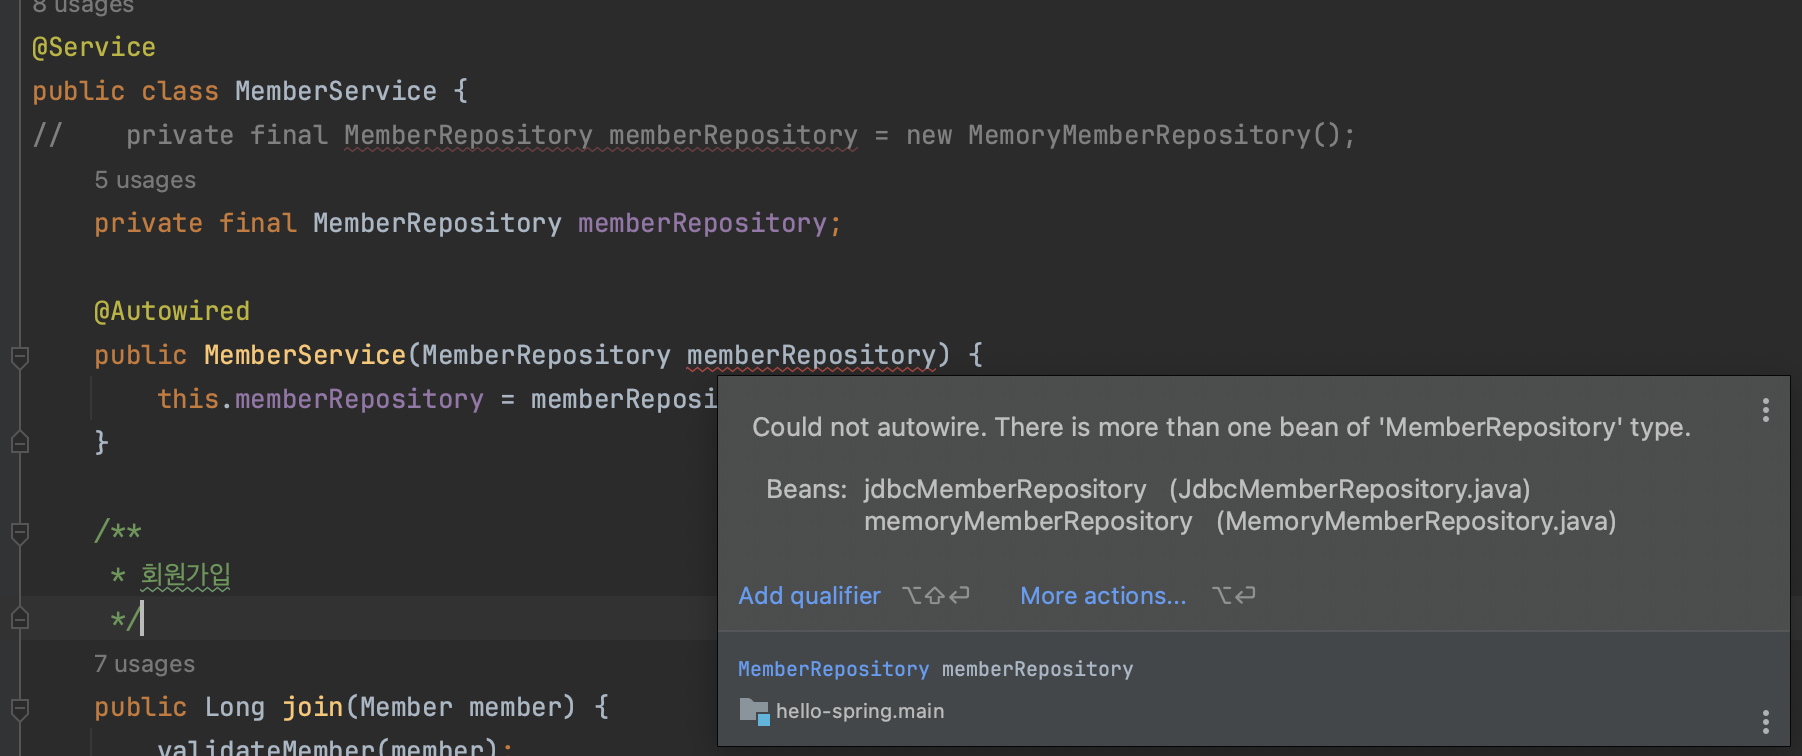 8 usages
@Service
public class MemberService {
//    private final MemberRepository memberRepository = new MemoryMemberRepository();
5 usages
private final MemberRepository memberRepository;
@Autowired
public MemberService(MemberRepository memberRepository) {
this.memberRepository = memberReposi
}
Could not autowire. There is more than one bean of 'MemberRepository' type.
Beans: jdbcMemberRepository (JdbcMemberRepository.java)
memoryMemberRepository (MemoryMemberRepository.java)
Add qualifier ⌥⇧⏎ More actions... ⌥⏎
MemberRepository memberRepository
hello-spring.main
/**
* 회원가입
*/
7 usages
public Long join(Member member) {
validateMember(member);